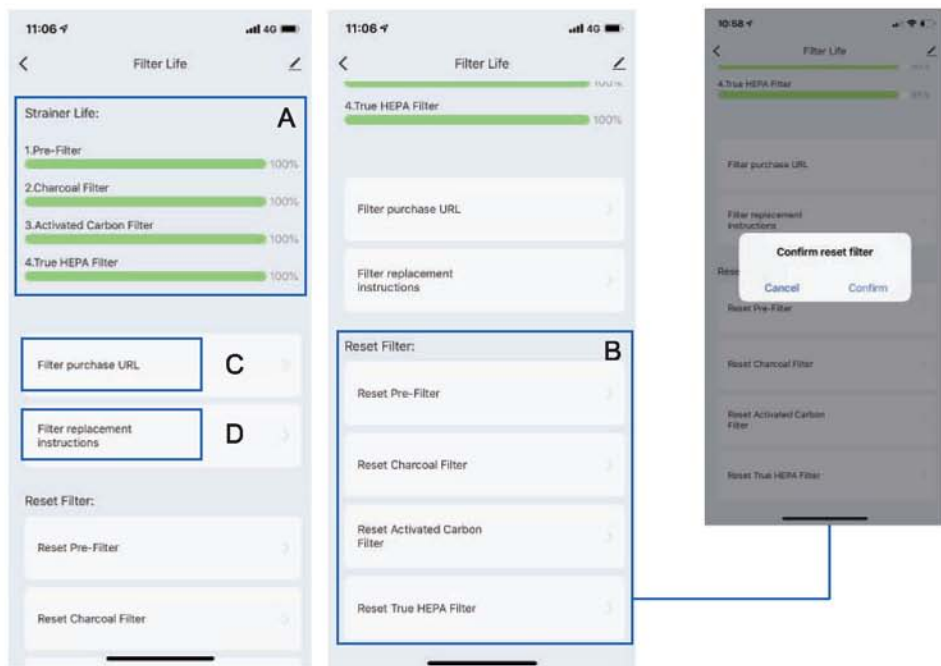 11:06
4G
Filter Life
Strainer Life:
A
1.Pre-Filter
100%
2.Charcoal Filter
100%
3.Activated Carbon Filter
100%
4.True HEPA Filter
100%
Filter purchase URL
C
Filter replacement
instructions
D
Reset Filter:
Reset Pre-Filter
Reset Charcoal Filter
11:06
4G
Filter Life
100%
4.True HEPA Filter
100%
Filter purchase URL
Filter replacement
instructions
Reset Filter:
B
Reset Pre-Filter
Reset Charcoal Filter
Reset Activated Carbon
Filter
Reset True HEPA Filter
10:58
Filter Life
4.True HEPA Filter
Filter purchase URL
Filter replacement
instructions
Confirm reset filter
Rese
Cancel
Confirm
Reset Pre-Filter
Reset Charcoal Filter
Reset Activated Carbon
Filter
Reset True HEPA Filter